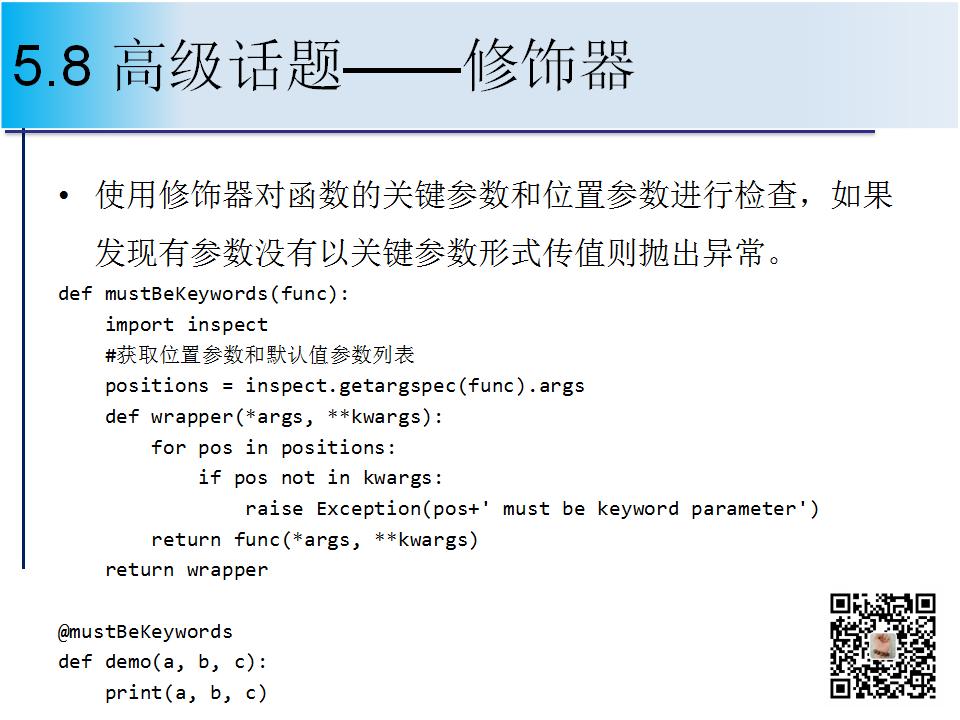 5.8 高级话题——修饰器
• 使用修饰器对函数的关键参数和位置参数进行检查，如果
发现有参数没有以关键参数形式传值则抛出异常。
def mustBeKeywords(func):
    import inspect
    #获取位置参数和默认值参数列表
    positions = inspect.getargspec(func).args
    def wrapper(*args, **kwargs):
        for pos in positions:
            if pos not in kwargs:
                raise Exception(pos+' must be keyword parameter')
        return func(*args, **kwargs)
    return wrapper
@mustBeKeywords
def demo(a, b, c):
    print(a, b, c)